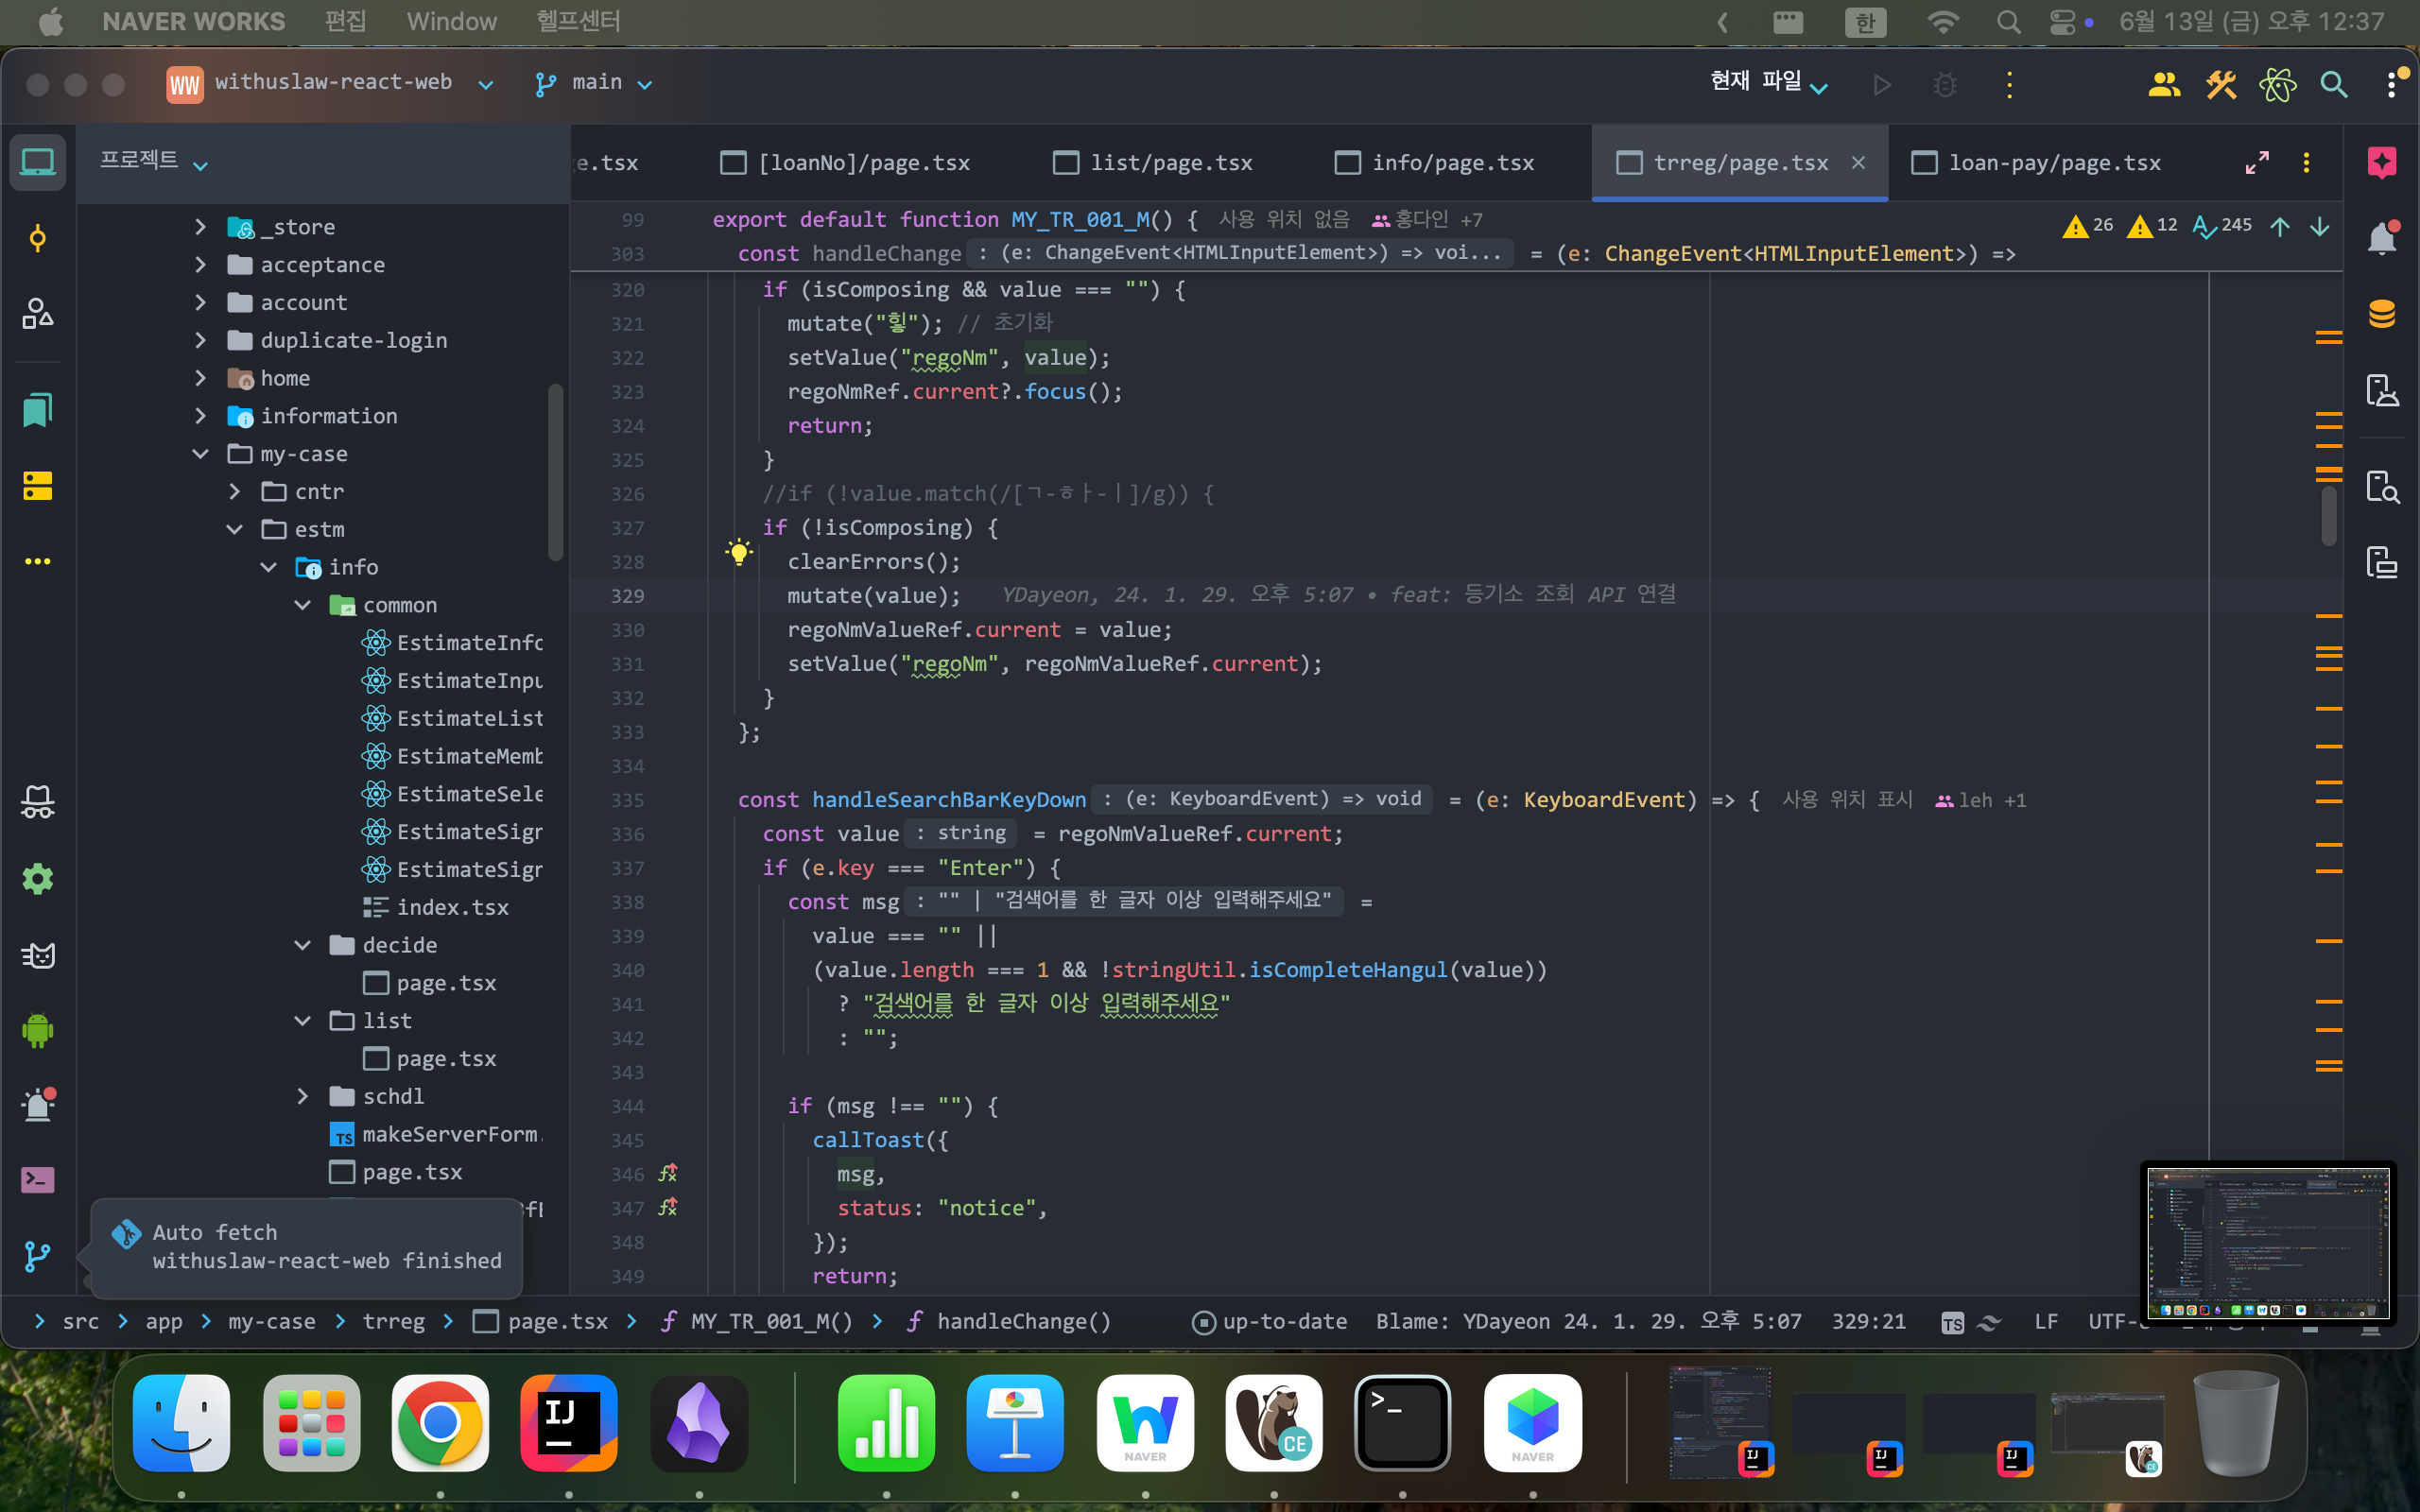 NAVER WORKS 편집 Window 헬프센터
한 6월 13일 (금) 오후 12:37
WW withuslaw-react-web main 현재 파일
프로젝트
e.tsx [loanNo]/page.tsx list/page.tsx info/page.tsx trreg/page.tsx loan-pay/page.tsx
_store
acceptance
account
duplicate-login
home
information
my-case
cntr
estm
info
common
EstimateInfo
EstimateInpu
EstimateList
EstimateMemb
EstimateSele
EstimateSign
EstimateSign
index.tsx
decide
page.tsx
list
page.tsx
schdl
TS makeServerForm.
page.tsx
26 12 245
99 export default function MY_TR_001_M() { 사용 위치 없음 홍다인 +7
303 const handleChange : (e: ChangeEvent<HTMLInputElement>) => voi... = (e: ChangeEvent<HTMLInputElement>) =>
320 if (isComposing && value === "") {
321 mutate("힣"); // 초기화
322 setValue("regoNm", value);
323 regoNmRef.current?.focus();
324 return;
325 }
326 //if (!value.match(/[ㄱ-ㅎㅏ-ㅣ]/g)) {
327 if (!isComposing) {
328 clearErrors();
329 mutate(value); YDayeon, 24. 1. 29. 오후 5:07 • feat: 등기소 조회 API 연결
330 regoNmValueRef.current = value;
331 setValue("regoNm", regoNmValueRef.current);
332 }
333 };
334
335 const handleSearchBarKeyDown : (e: KeyboardEvent) => void = (e: KeyboardEvent) => { 사용 위치 표시 leh +1
336 const value : string = regoNmValueRef.current;
337 if (e.key === "Enter") {
338 const msg : "" | "검색어를 한 글자 이상 입력해주세요" =
339 value === "" ||
340 (value.length === 1 && !stringUtil.isCompleteHangul(value))
341 ? "검색어를 한 글자 이상 입력해주세요"
342 : "";
343
344 if (msg !== "") {
345 callToast({
346 msg,
347 status: "notice",
348 });
349 return;
Auto fetch
withuslaw-react-web finished
src app my-case trreg page.tsx MY_TR_001_M() handleChange() up-to-date Blame: YDayeon 24. 1. 29. 오후 5:07 329:21 TS LF UTF-
IJ NAVER CE >_ NAVER IJ IJ IJ CE